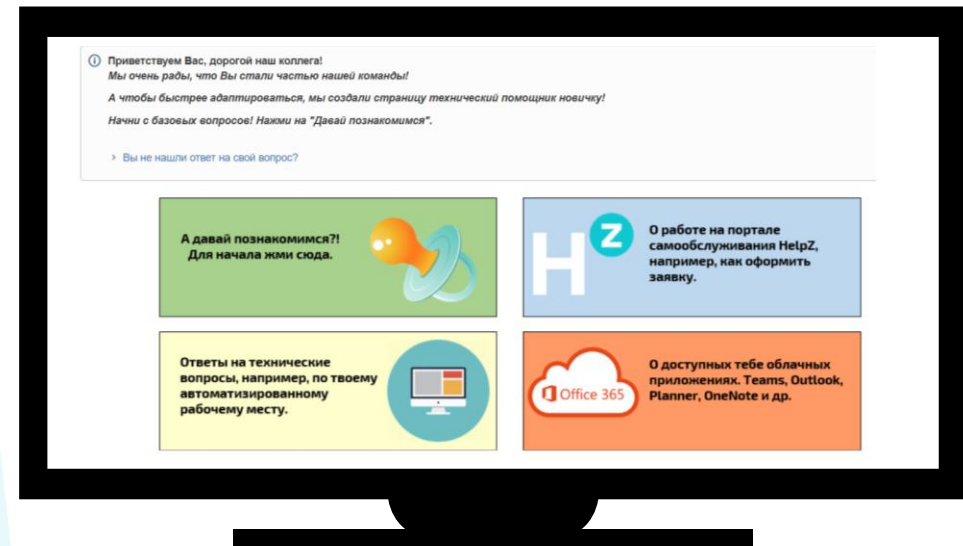 Приветствуем Вас, дорогой наш коллега!
Мы очень рады, что Вы стали частью нашей команды!
А чтобы быстрее адаптироваться, мы создали страницу технический помощник новичку!
Начни с базовых вопросов! Нажми на "Давай познакомимся".
Вы не нашли ответ на свой вопрос?
А давай познакомимся?!
Для начала жми сюда.
H Z
О работе на портале
самообслуживания HelpZ,
например, как оформить
заявку.
Ответы на технические
вопросы, например, по твоему
автоматизированному
рабочему месту.
Office 365
О доступных тебе облачных
приложениях. Teams, Outlook,
Planner, OneNote и др.